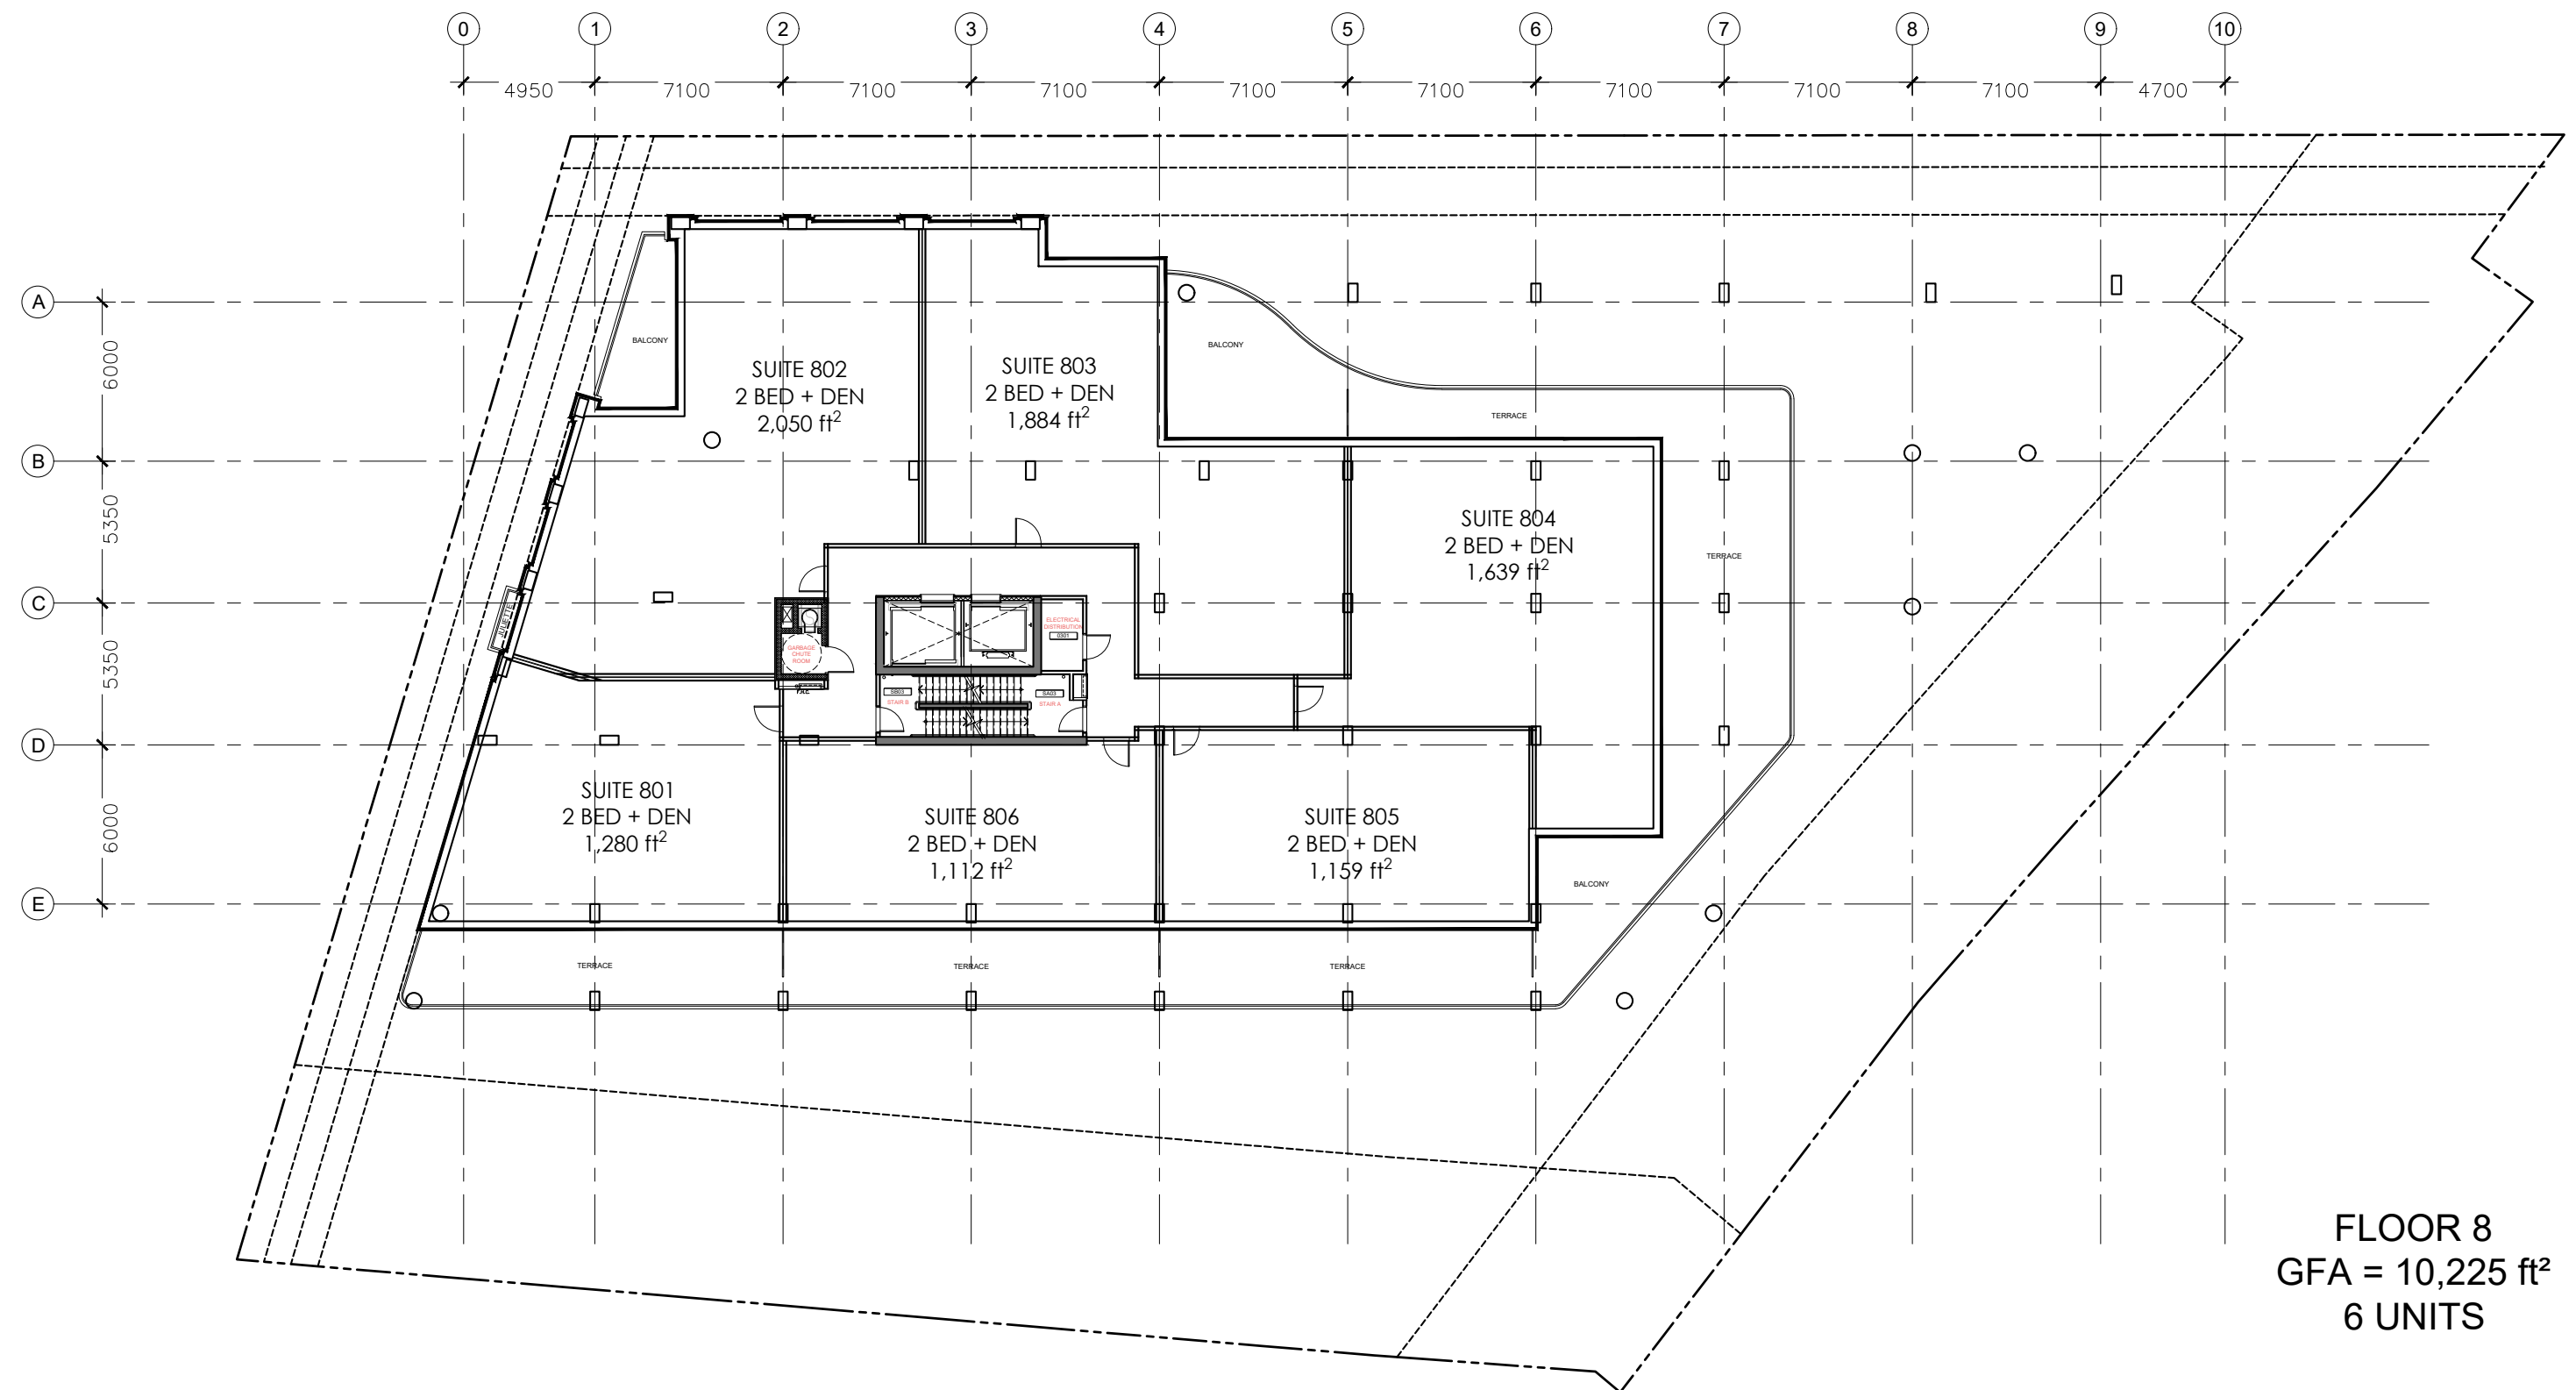 0 1 2 3 4 5 6 7 8 9 10
4950 7100 7100 7100 7100 7100 7100 7100 7100 4700
A
B
C
D
E
6000
5350
5350
6000
BALCONY
BALCONY
SUITE 802
2 BED + DEN
2,050 ft²
SUITE 803
2 BED + DEN
1,884 ft²
TERRACE
SUITE 804
2 BED + DEN
1,639 ft²
TERRACE
JULIETTE
ELECTRICAL
DISTRIBUTION
0301
GARBAGE
CHUTE
ROOM
SB03
STAIR B
SA03
STAIR A
SUITE 801
2 BED + DEN
1,280 ft²
SUITE 806
2 BED + DEN
1,112 ft²
SUITE 805
2 BED + DEN
1,159 ft²
BALCONY
TERRACE
TERRACE
TERRACE
FLOOR 8
GFA = 10,225 ft²
6 UNITS